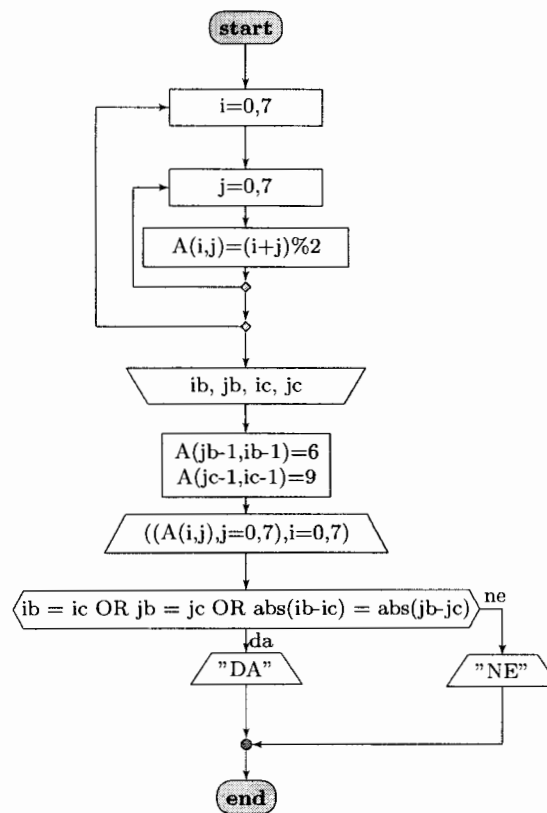 start
i=0,7
j=0,7
A(i,j)=(i+j)%2
ib, jb, ic, jc
A(jb-1,ib-1)=6
A(jc-1,ic-1)=9
((A(i,j),j=0,7),i=0,7)
ib = ic OR jb = jc OR abs(ib-ic) = abs(jb-jc)
ne
da
"DA"
"NE"
end